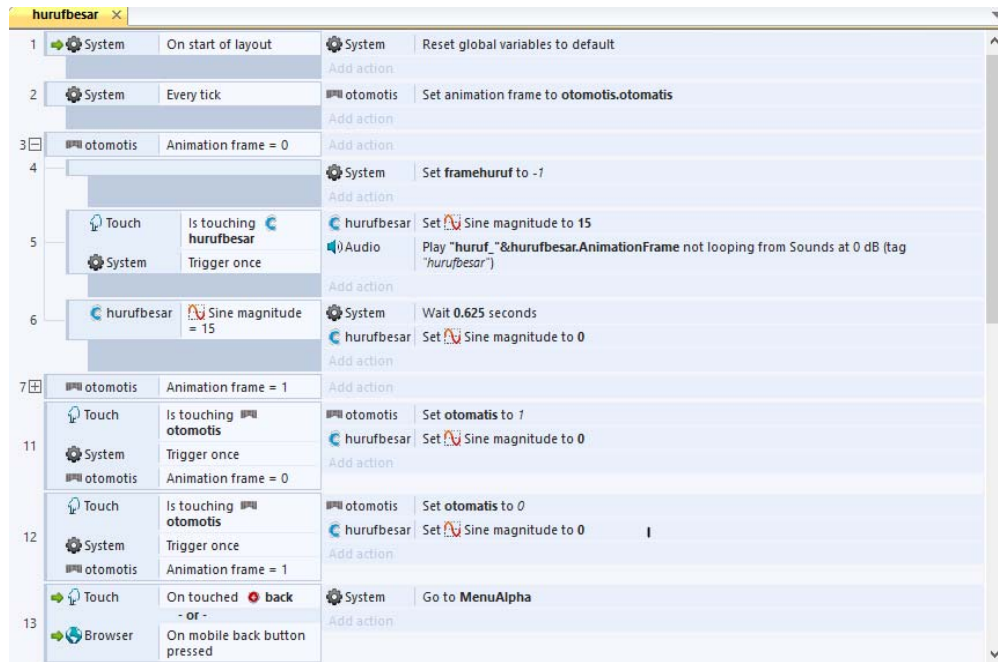 hurufbesar ×
1 System On start of layout System Reset global variables to default
Add action
2 System Every tick otomotis Set animation frame to otomotis.otomatis
Add action
3 otomotis Animation frame = 0 Add action
4 System Set framehuruf to -1
Add action
5 Touch Is touching hurufbesar hurufbesar Set Sine magnitude to 15
System Trigger once Audio Play "huruf_"&hurufbesar.AnimationFrame not looping from Sounds at 0 dB (tag
"hurufbesar")
Add action
6 hurufbesar Sine magnitude = 15 System Wait 0.625 seconds
hurufbesar Set Sine magnitude to 0
Add action
7 otomotis Animation frame = 1 Add action
11 Touch Is touching otomotis otomotis Set otomatis to 1
System Trigger once hurufbesar Set Sine magnitude to 0
otomotis Animation frame = 0 Add action
12 Touch Is touching otomotis otomotis Set otomatis to 0
System Trigger once hurufbesar Set Sine magnitude to 0
otomotis Animation frame = 1 Add action
13 Touch On touched back System Go to MenuAlpha
- or - Add action
Browser On mobile back button
pressed